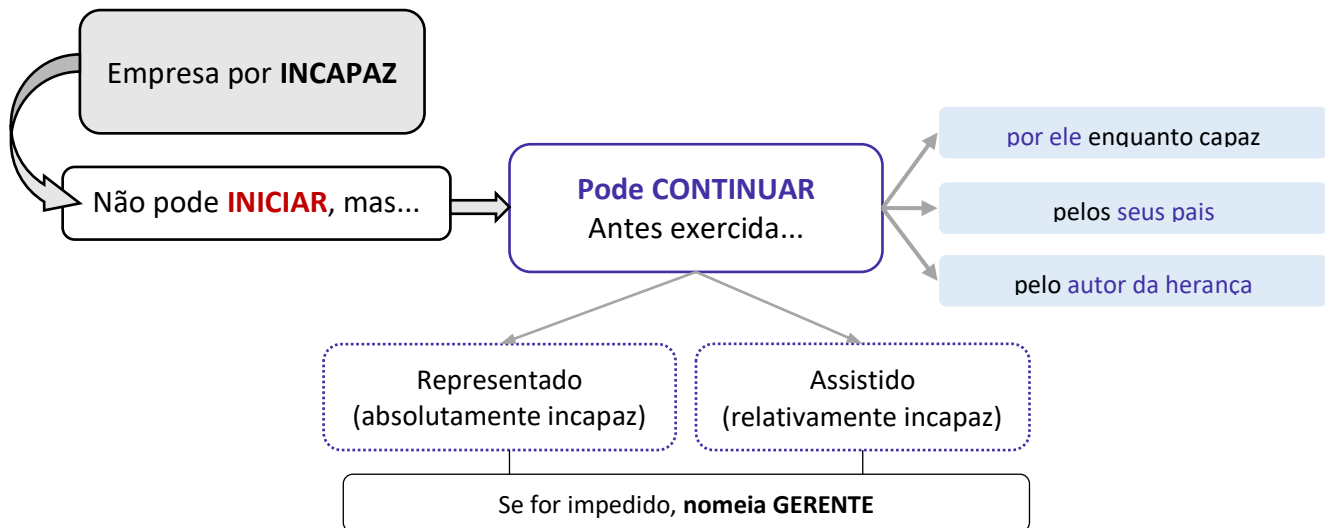 Empresa por INCAPAZ
Não pode INICIAR, mas...
Pode CONTINUAR
Antes exercida...
por ele enquanto capaz
pelos seus pais
pelo autor da herança
Representado
(absolutamente incapaz)
Assistido
(relativamente incapaz)
Se for impedido, nomeia GERENTE